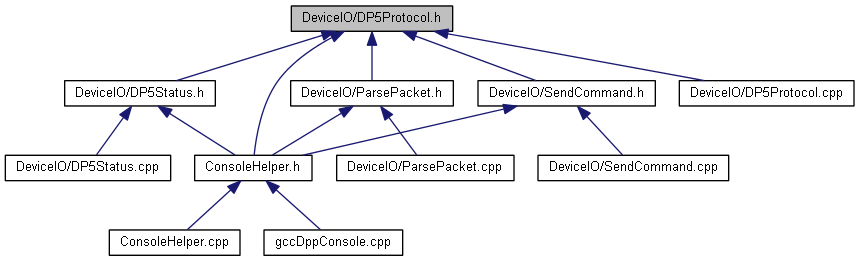 DeviceIO/DP5Protocol.h
DeviceIO/DP5Status.h
DeviceIO/ParsePacket.h
DeviceIO/SendCommand.h
DeviceIO/DP5Protocol.cpp
DeviceIO/DP5Status.cpp
ConsoleHelper.h
DeviceIO/ParsePacket.cpp
DeviceIO/SendCommand.cpp
ConsoleHelper.cpp
gccDppConsole.cpp